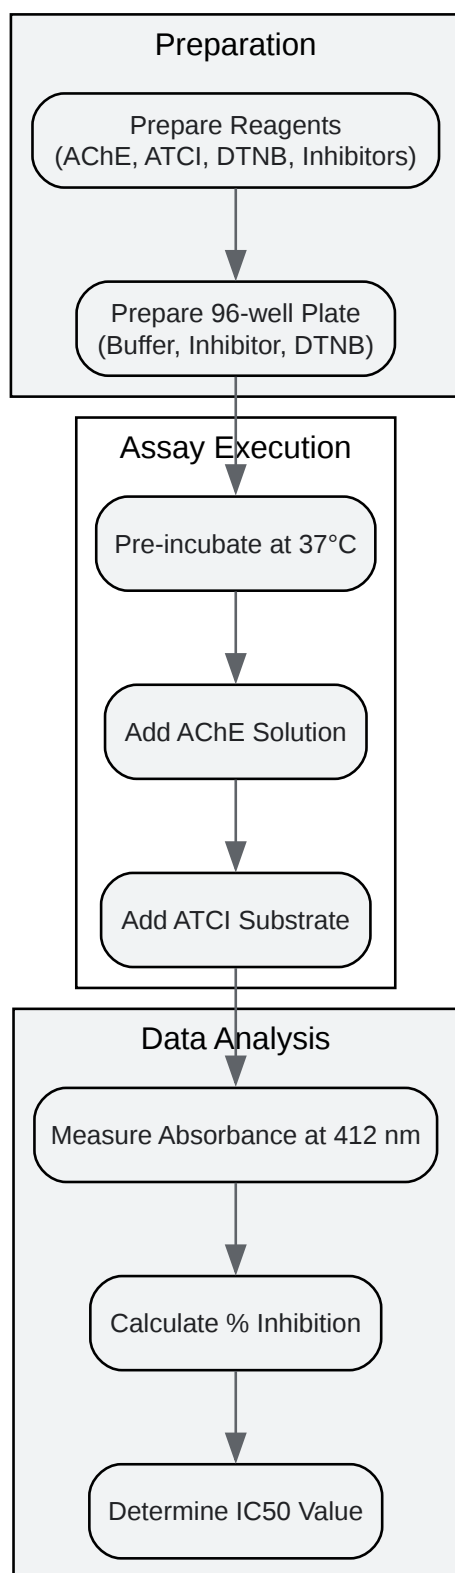 Preparation
Prepare Reagents
(AChE, ATCI, DTNB, Inhibitors)
Prepare 96-well Plate
(Buffer, Inhibitor, DTNB)
Assay Execution
Pre-incubate at 37°C
Add AChE Solution
Add ATCI Substrate
Data Analysis
Measure Absorbance at 412 nm
Calculate % Inhibition
Determine IC50 Value